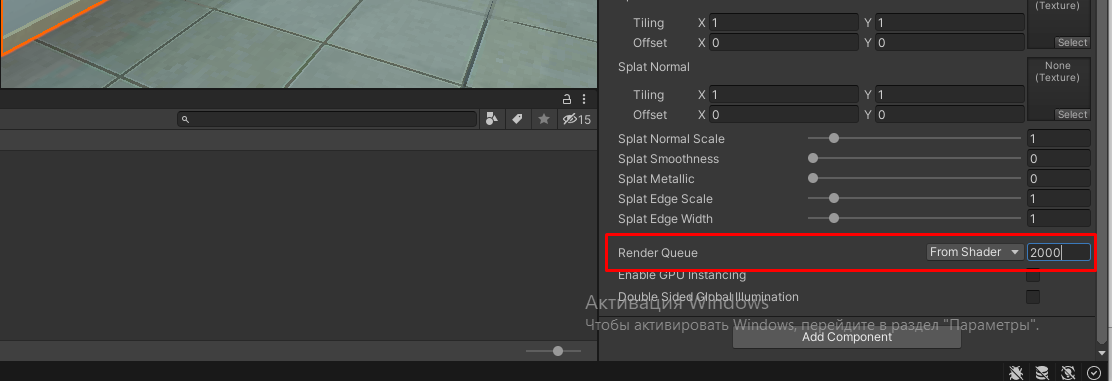 (Texture)
Tiling X 1 Y 1
Offset X 0 Y 0 Select
Splat Normal None
(Texture)
Tiling X 1 Y 1
Offset X 0 Y 0 Select
15
Splat Normal Scale 1
Splat Smoothness 0
Splat Metallic 0
Splat Edge Scale 1
Splat Edge Width 1
Render Queue From Shader 2000
Enable GPU Instancing
Double Sided Global Illumination
Активация Windows
Чтобы активировать Windows, перейдите в раздел "Параметры".
Add Component